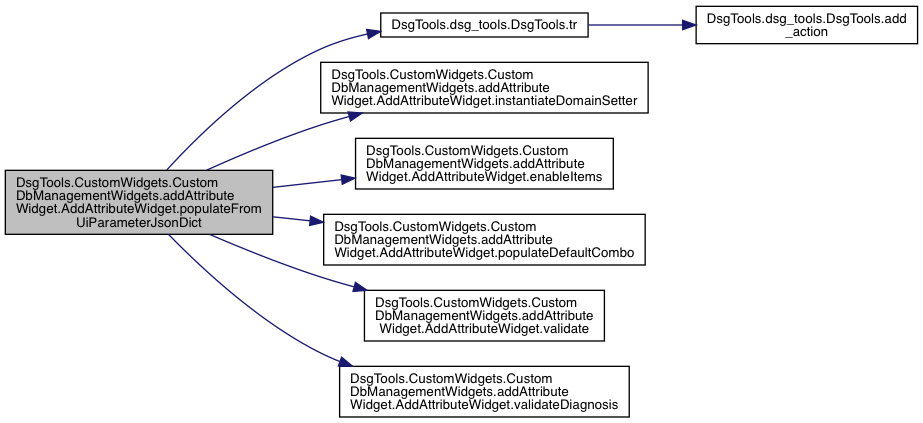 DsgTools.dsg_tools.DsgTools.tr
DsgTools.dsg_tools.DsgTools.add
_action
DsgTools.CustomWidgets.Custom
DbManagementWidgets.addAttribute
Widget.AddAttributeWidget.instantiateDomainSetter
DsgTools.CustomWidgets.Custom
DbManagementWidgets.addAttribute
Widget.AddAttributeWidget.enableItems
DsgTools.CustomWidgets.Custom
DbManagementWidgets.addAttribute
Widget.AddAttributeWidget.populateFrom
UiParameterJsonDict
DsgTools.CustomWidgets.Custom
DbManagementWidgets.addAttribute
Widget.AddAttributeWidget.populateDefaultCombo
DsgTools.CustomWidgets.Custom
DbManagementWidgets.addAttribute
Widget.AddAttributeWidget.validate
DsgTools.CustomWidgets.Custom
DbManagementWidgets.addAttribute
Widget.AddAttributeWidget.validateDiagnosis